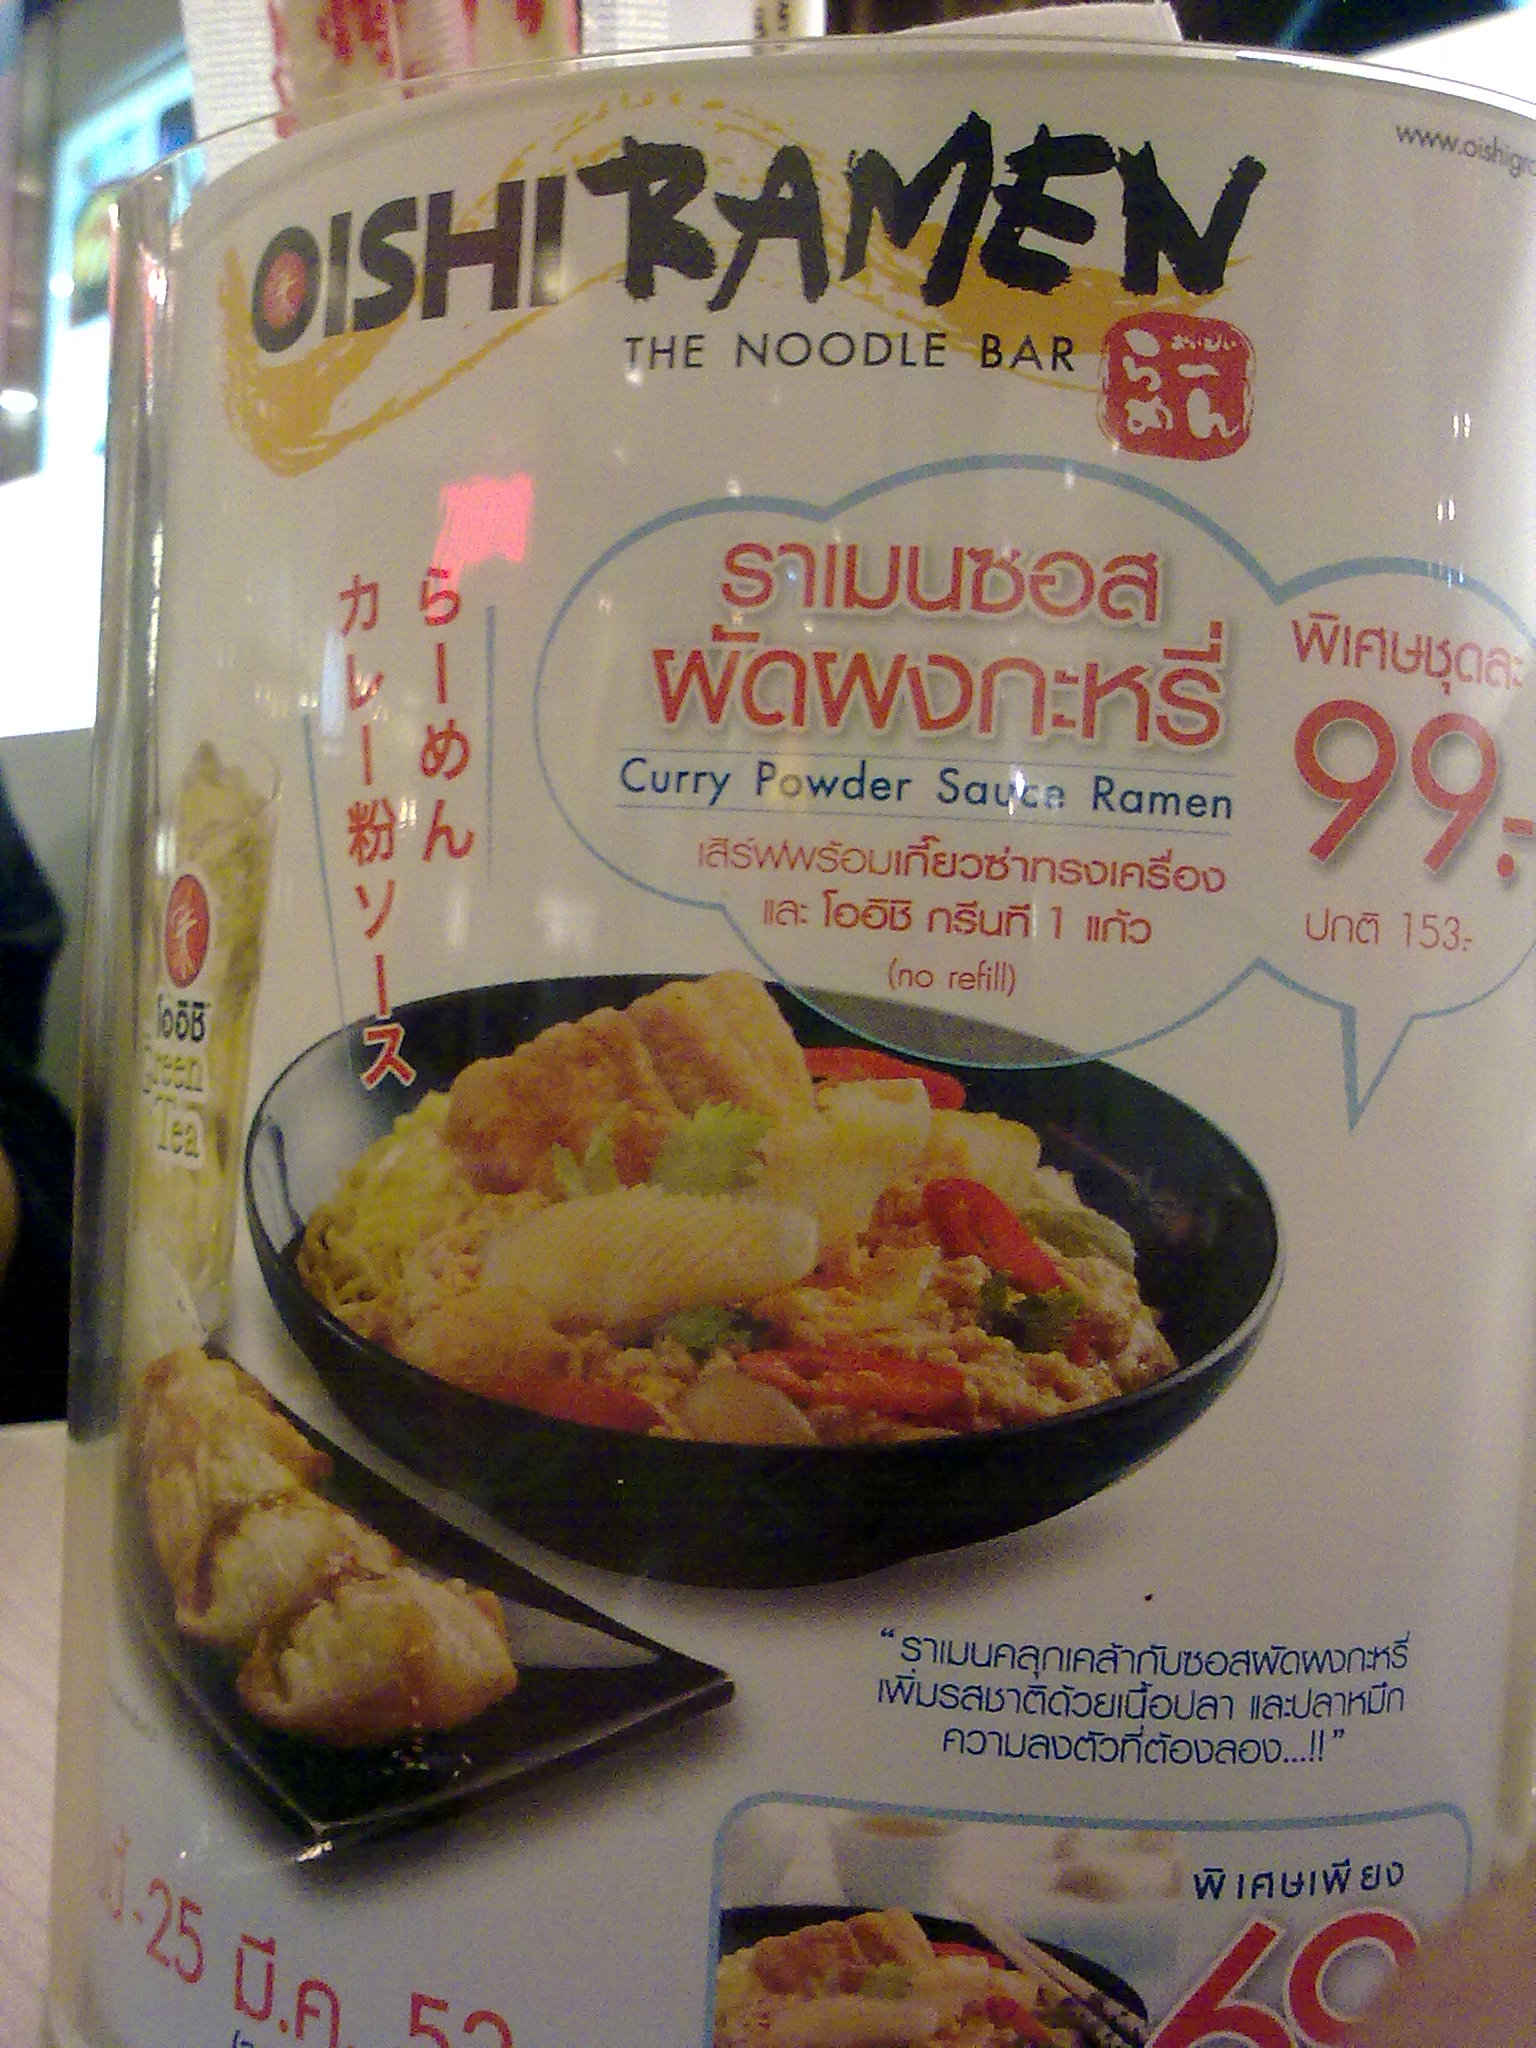 OISHI RAMEN
THE NOODLE BAR
らーめん
らーめん
カレー粉ソース
ราเมนซอส
ผัดผงกะหรี่
Curry Powder Sauce Ramen
เสิร์ฟพร้อมเกี๊ยวซ่าทรงเครื่อง
และ โออิชิ กรีนที 1 แก้ว
(no refill)
พิเศษชุดละ
99.-
ปกติ 153.-
โออิชิ
Green
Tea
"ราเมนคลุกเคล้ากับซอสผัดผงกะหรี่
เพิ่มรสชาติด้วยเนื้อปลา และปลาหมึก
ความลงตัวที่ต้องลอง...!!"
พิเศษเพียง
69
25 มี.ค. 52